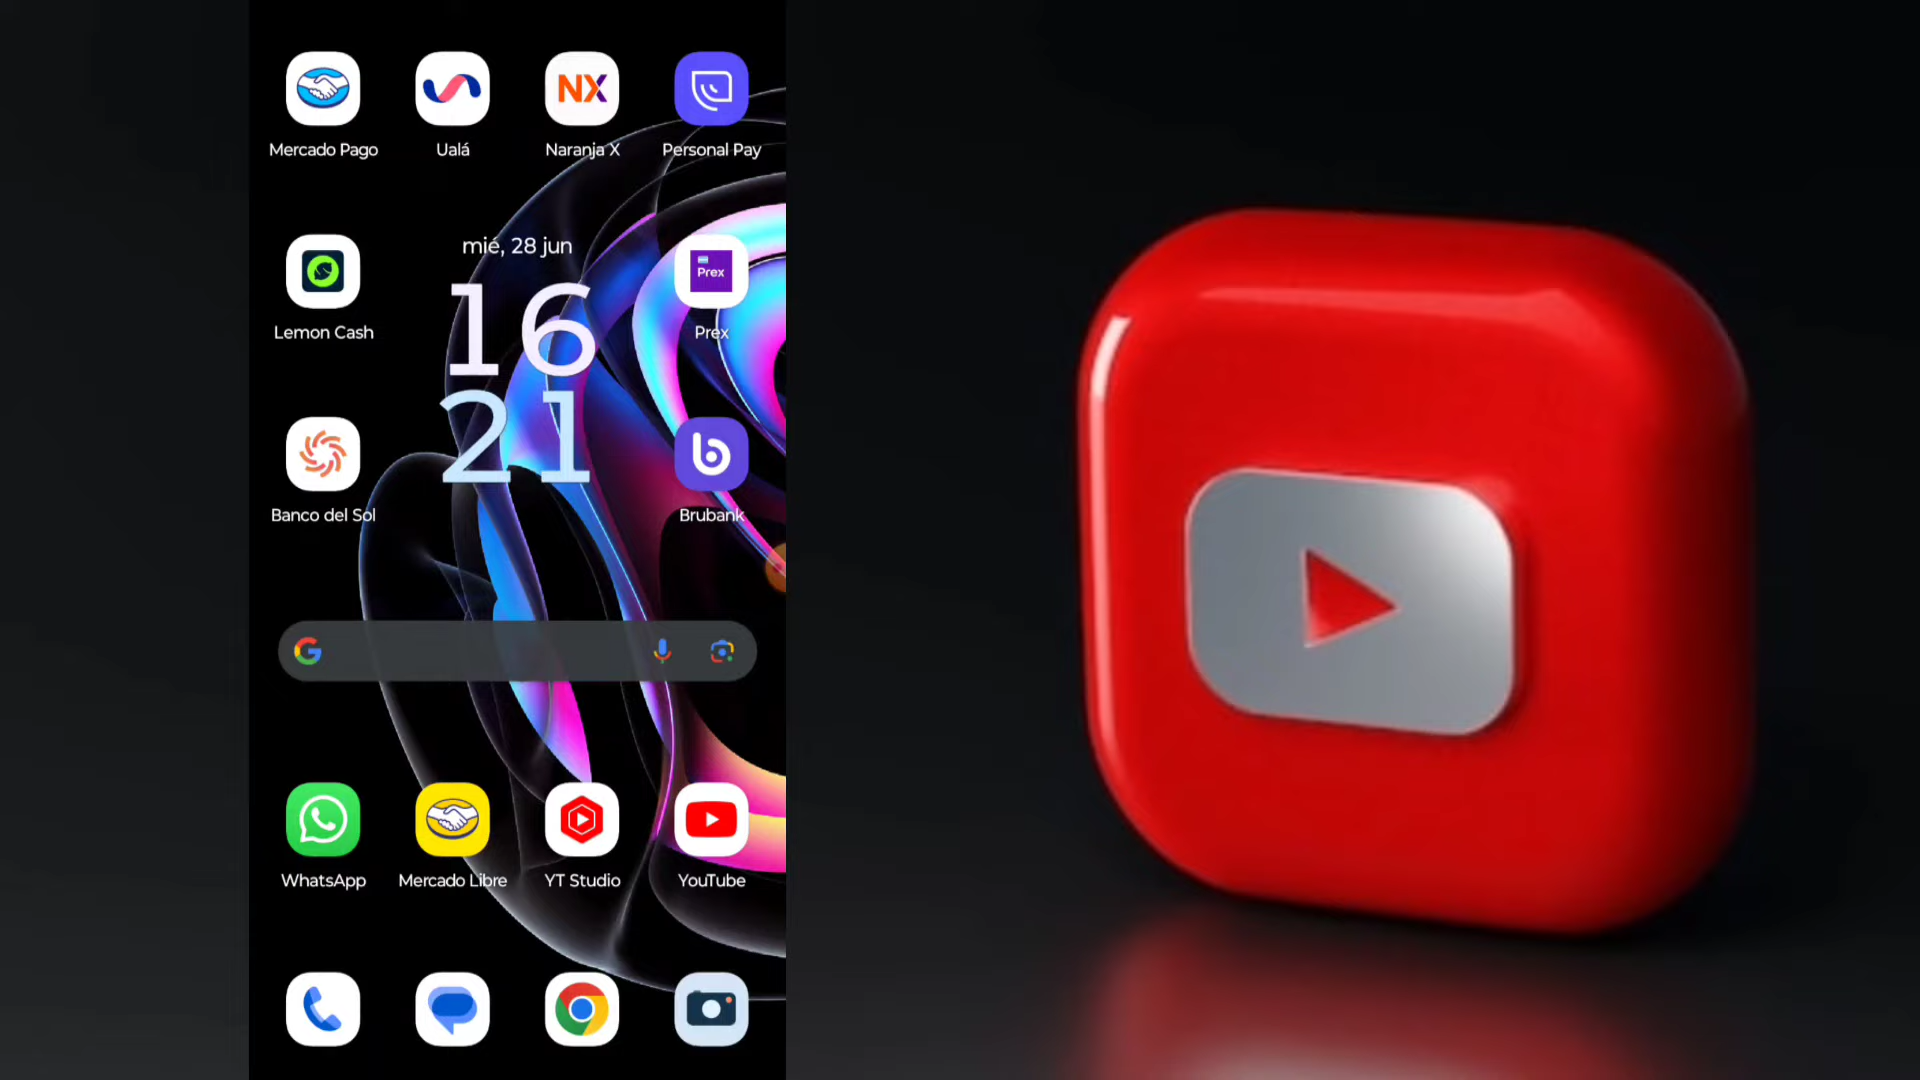 NX
Mercado Pago Ualá Naranja X Personal Pay
mié, 28 jun
Prex
16
Lemon Cash Prex
21
b
Banco del Sol Brubank
G
WhatsApp Mercado Libre YT Studio YouTube